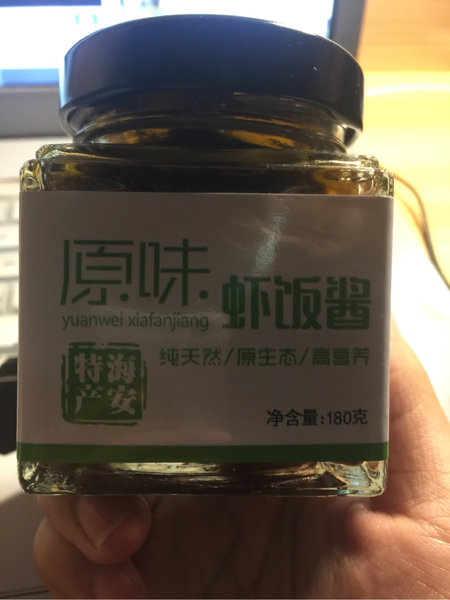 原味 虾饭酱
yuanwei xiafanjiang
纯天然/原生态/高营养
海安特产
净含量:180克